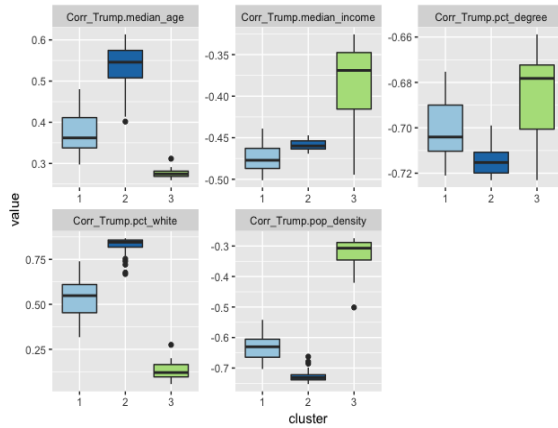 Corr_Trump.median_age
Corr_Trump.median_income
Corr_Trump.pct_degree
0.6
0.5
0.4
0.3
-0.35
-0.40
-0.45
-0.50
-0.66
-0.68
-0.70
-0.72
1 2 3
Corr_Trump.pct_white
Corr_Trump.pop_density
0.75
0.50
0.25
-0.3
-0.4
-0.5
-0.6
-0.7
1 2 3
1 2 3
1 2 3
value
cluster